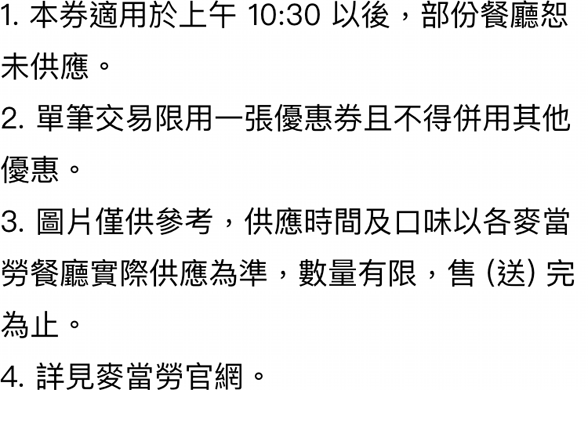 1. 本券適用於上午 10:30 以後，部份餐廳恕
未供應。
2. 單筆交易限用一張優惠券且不得併用其他
優惠。
3. 圖片僅供參考，供應時間及口味以各麥當
勞餐廳實際供應為準，數量有限，售 (送) 完
為止。
4. 詳見麥當勞官網。